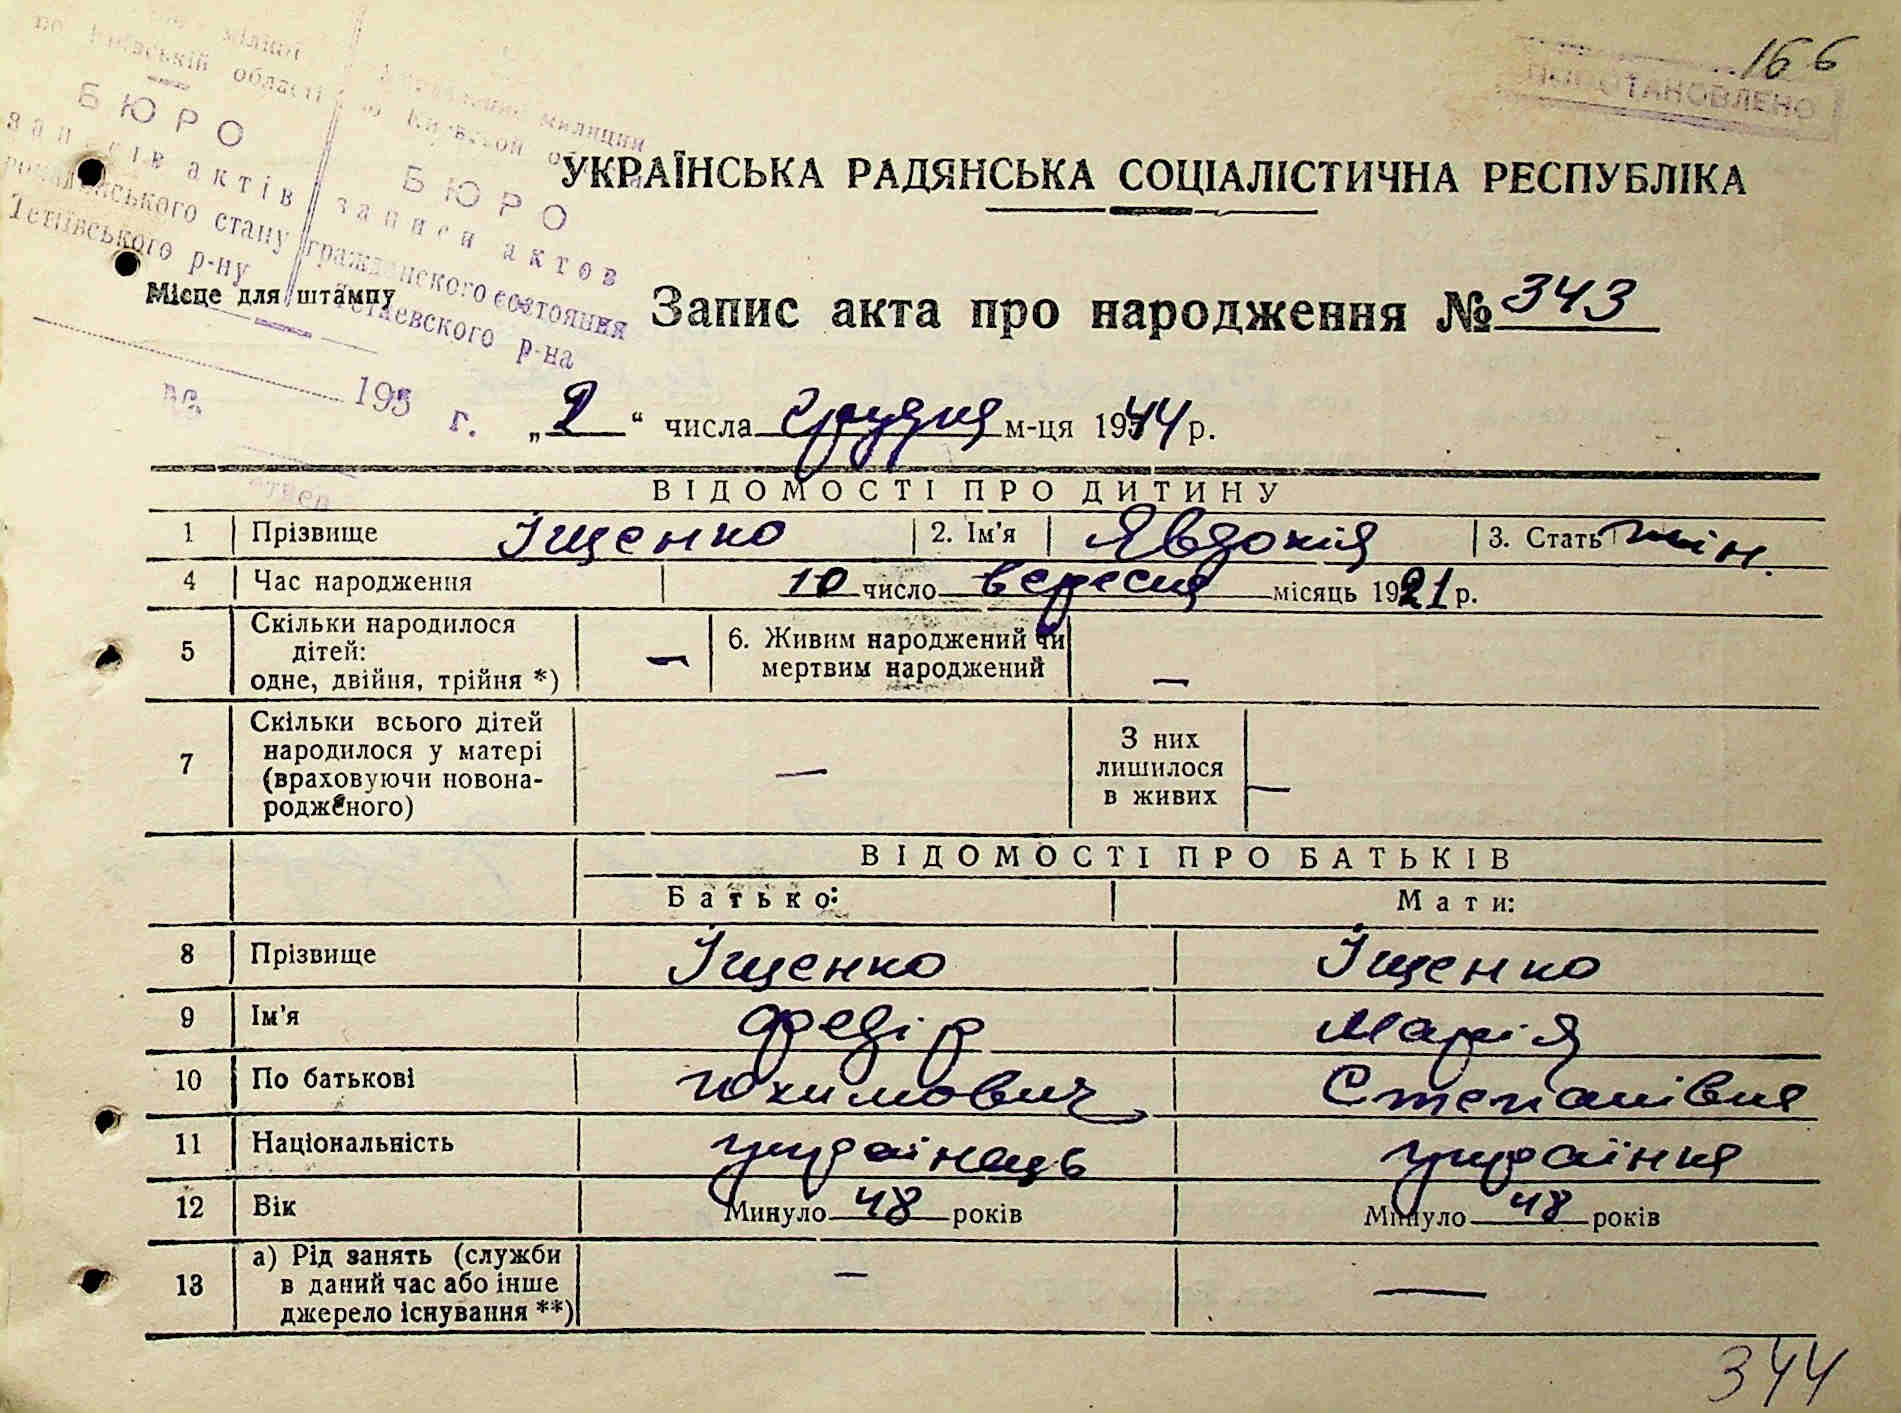 166
ПОВОТАНОВЛЕНО
міліції
по Київській області
милиции
по Киевской
БЮРО
записів актів
громадянського стану
Тетіївського р-ну
БЮРО
записи актов
гражданского состояния
Тетиевского р-на
195 г.
УКРАЇНСЬКА РАДЯНСЬКА СОЦІАЛІСТИЧНА РЕСПУБЛІКА
Місце для штампу
Запис акта про народження № 343
„2“ числа грудня м-ця 1944 р.
ВІДОМОСТІ ПРО ДИТИНУ
1 Прізвище Іщенко 2. Ім'я Явдокія 3. Стать жін.
4 Час народження 10 число вересня місяць 1921 р.
5 Скільки народилося дітей: одне, двійня, трійня *) — 6. Живим народжений чи мертвим народжений —
7 Скільки всього дітей народилося у матері (враховуючи новонародженого) — З них лишилося в живих —
ВІДОМОСТІ ПРО БАТЬКІВ
Батько: Мати:
8 Прізвище Іщенко Іщенко
9 Ім'я Федір Марія
10 По батькові Юхимович Степанівна
11 Національність українець українка
12 Вік Минуло 48 років Минуло 48 років
13 а) Рід занять (служби в даний час або інше джерело існування **) — —
344